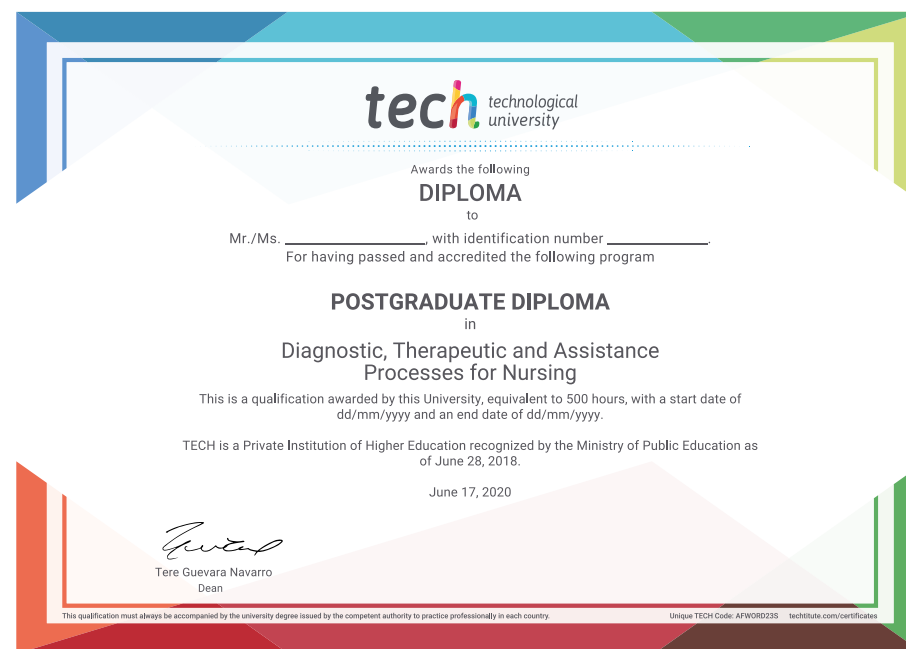 tech technological
university
Awards the following
DIPLOMA
to
Mr./Ms. ____________________, with identification number ______________.
For having passed and accredited the following program
POSTGRADUATE DIPLOMA
in
Diagnostic, Therapeutic and Assistance
Processes for Nursing
This is a qualification awarded by this University, equivalent to 500 hours, with a start date of
dd/mm/yyyy and an end date of dd/mm/yyyy.
TECH is a Private Institution of Higher Education recognized by the Ministry of Public Education as
of June 28, 2018.
June 17, 2020
Tere Guevara Navarro
Dean
This qualification must always be accompanied by the university degree issued by the competent authority to practice professionally in each country. Unique TECH Code: AFWORD23S techtitute.com/certificates